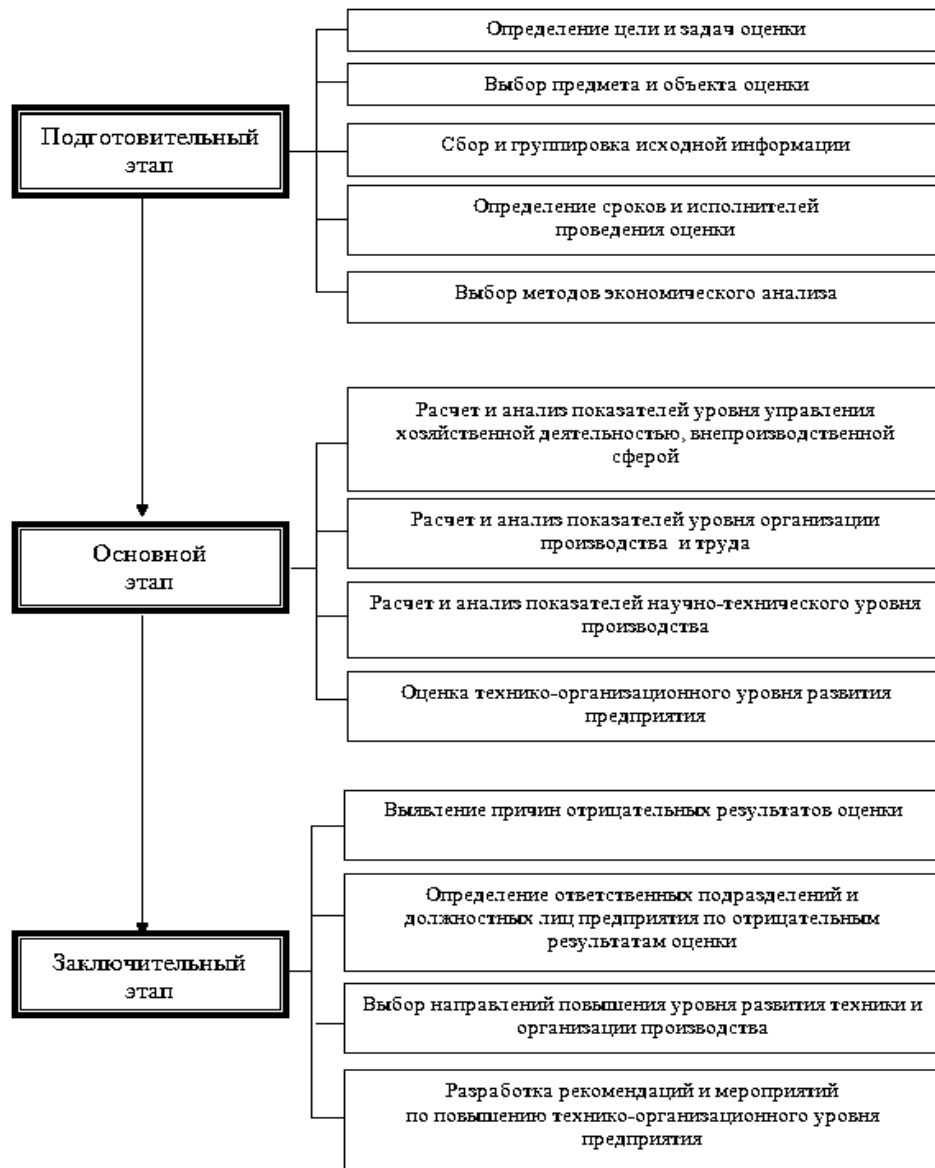 Подготовительный
этап
Определение цели и задач оценки
Выбор предмета и объекта оценки
Сбор и группировка исходной информации
Определение сроков и исполнителей
проведения оценки
Выбор методов экономического анализа
Основной
этап
Расчет и анализ показателей уровня управления
хозяйственной деятельностью, внепроизводственной
сферой
Расчет и анализ показателей уровня организации
производства и труда
Расчет и анализ показателей научно-технического уровня
производства
Оценка технико-организационного уровня развития
предприятия
Заключительный
этап
Выявление причин отрицательных результатов оценки
Определение ответственных подразделений и
должностных лиц предприятия по отрицательным
результатам оценки
Выбор направлений повышения уровня развития техники и
организации производства
Разработка рекомендаций и мероприятий
по повышению технико-организационного уровня
предприятия